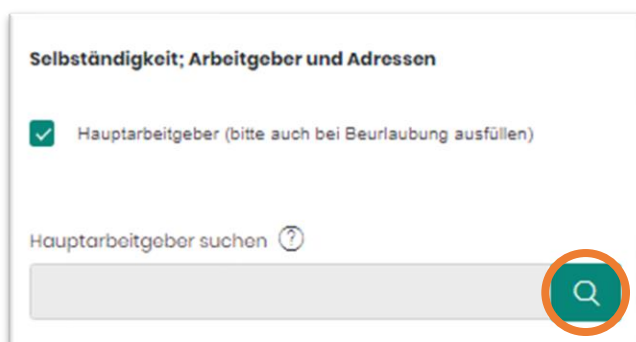 Selbständigkeit; Arbeitgeber und Adressen
Hauptarbeitgeber (bitte auch bei Beurlaubung ausfüllen)
Hauptarbeitgeber suchen ?